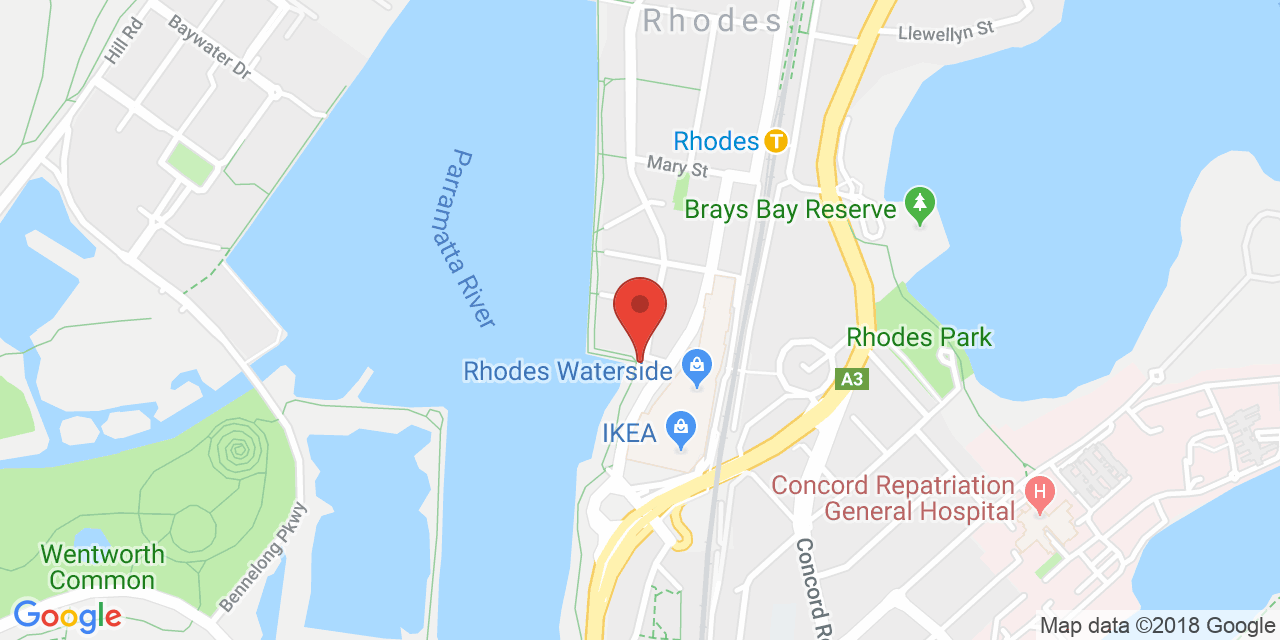 Rhodes
Hill Rd
Baywater Dr
Llewellyn St
Rhodes
T
Mary St
Parramatta River
Brays Bay Reserve
Rhodes Park
Rhodes Waterside
A3
IKEA
Concord Repatriation
General Hospital
H
Wentworth
Common
Bennelong Pkwy
Concord R
Google
Map data ©2018 Google